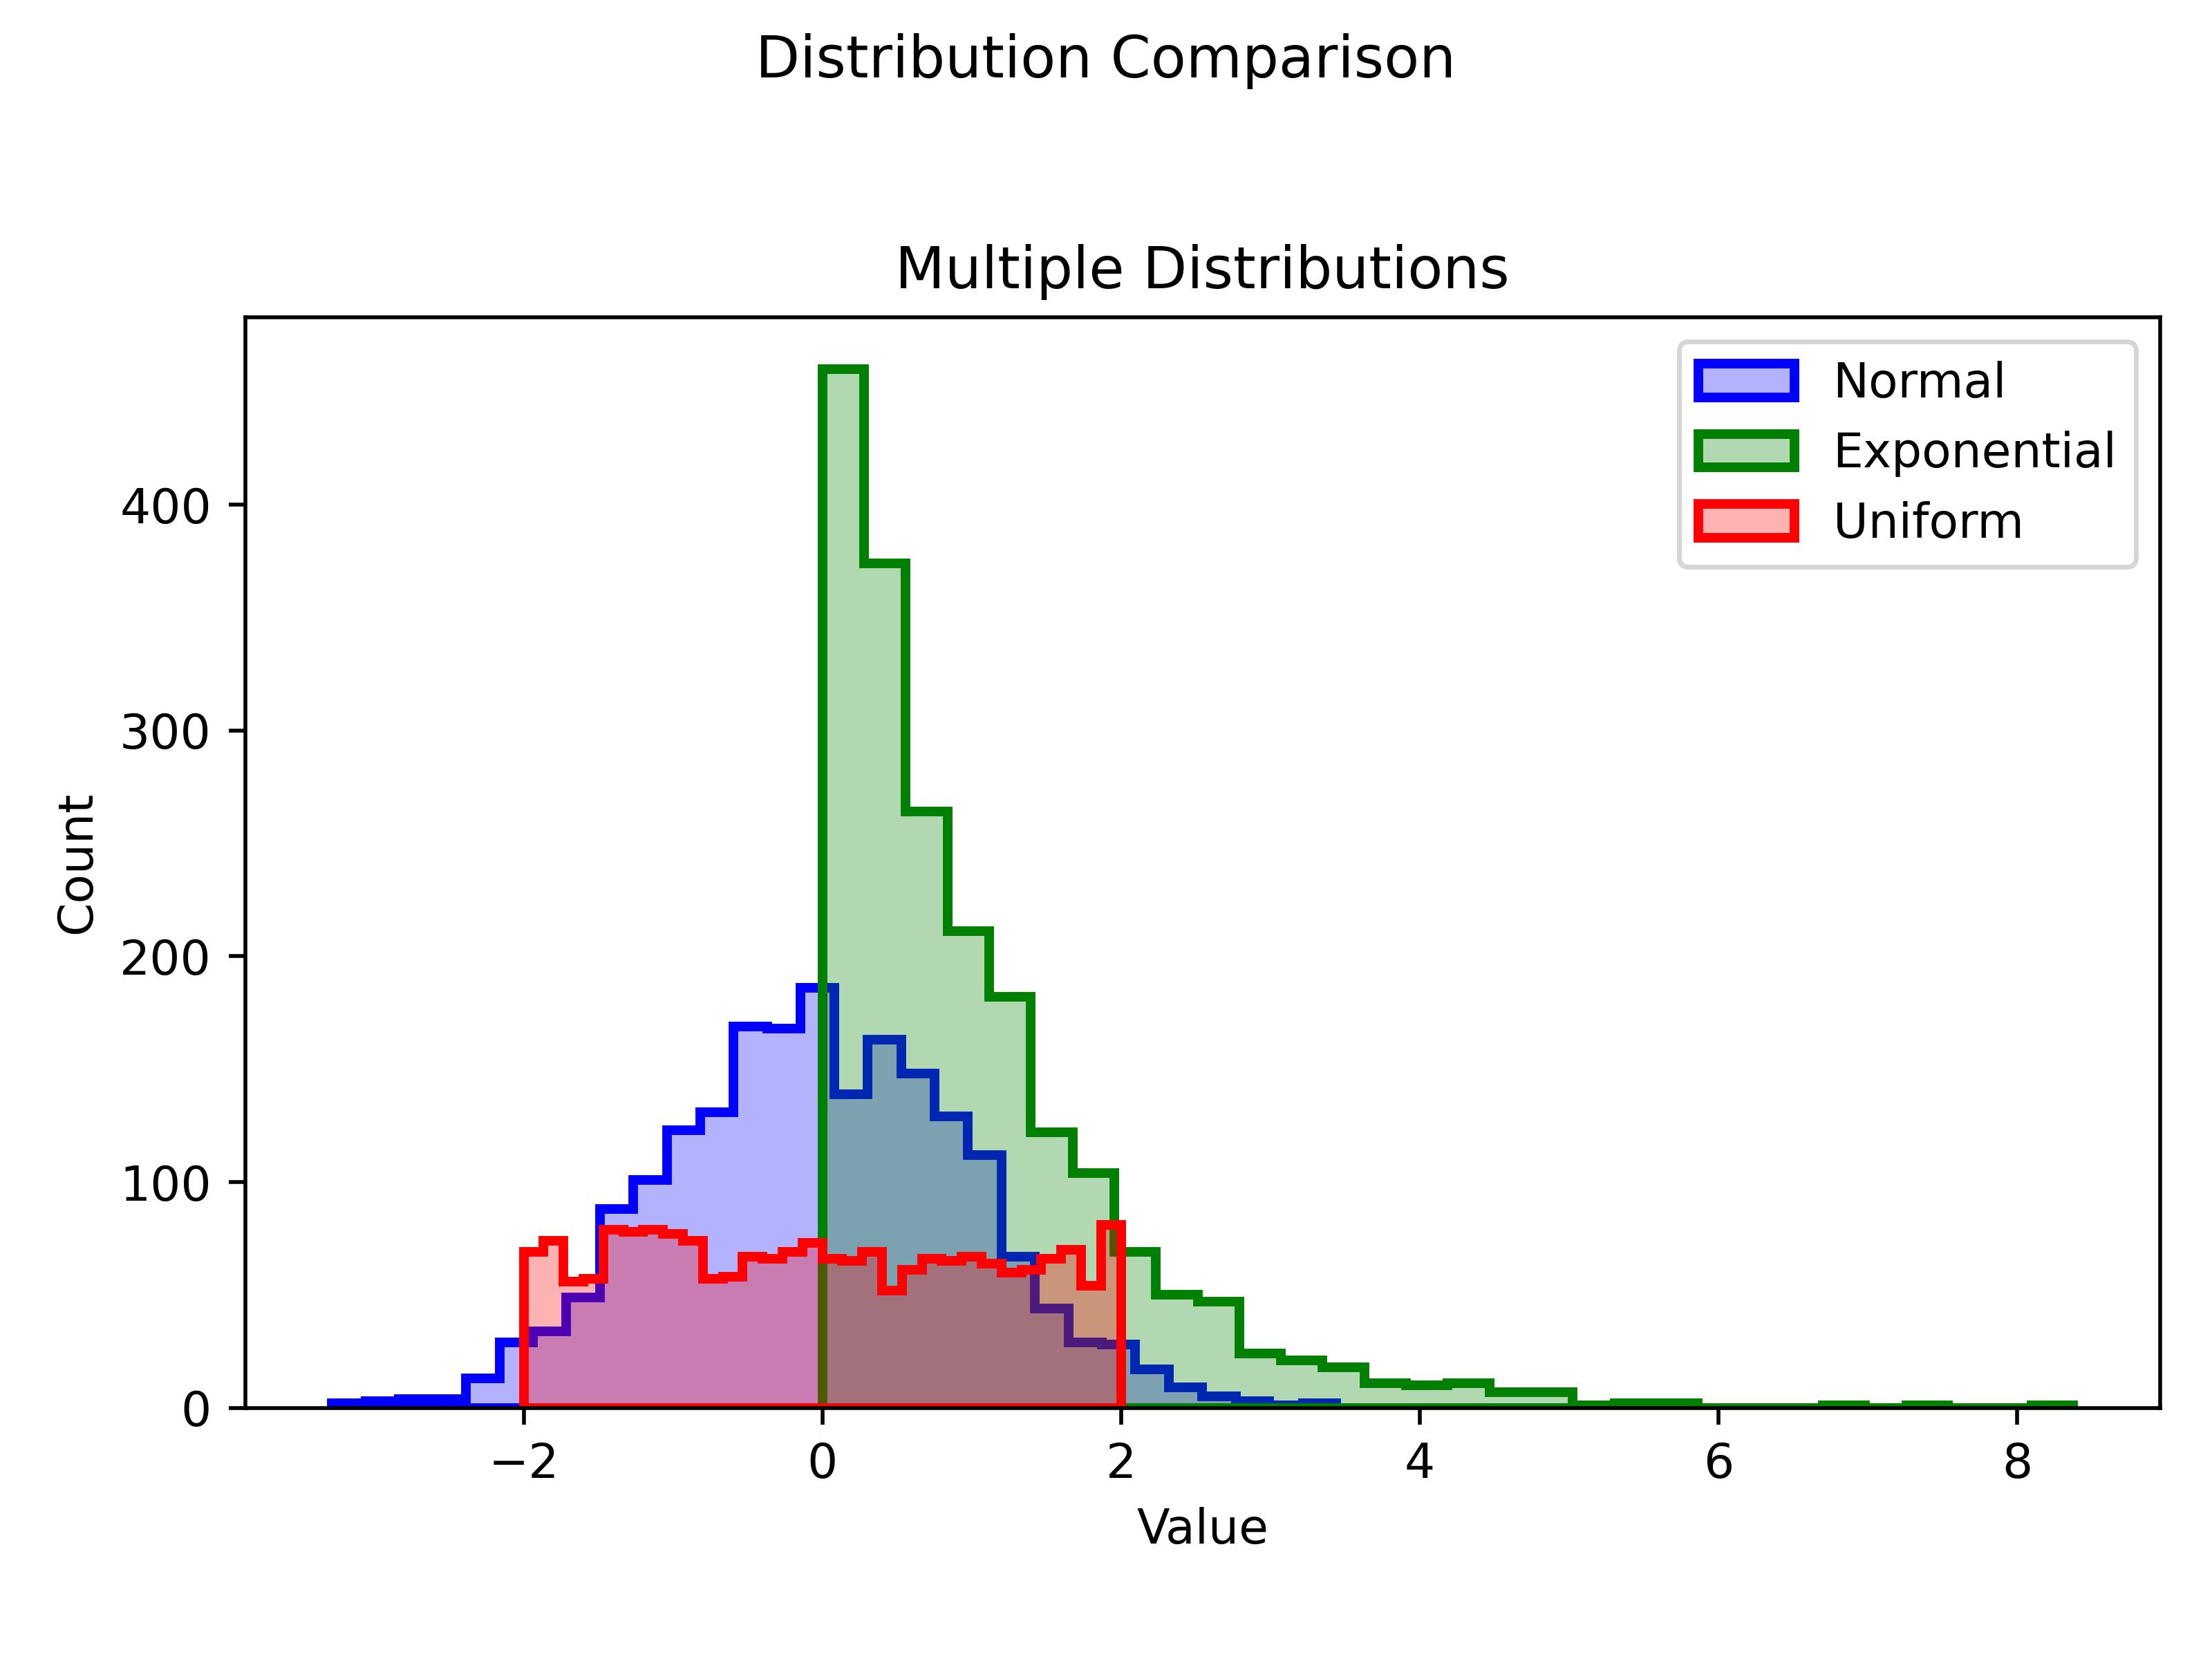 Distribution Comparison
Multiple Distributions
Normal
Exponential
Uniform
Count
400
300
200
100
0
−2 0 2 4 6 8
Value